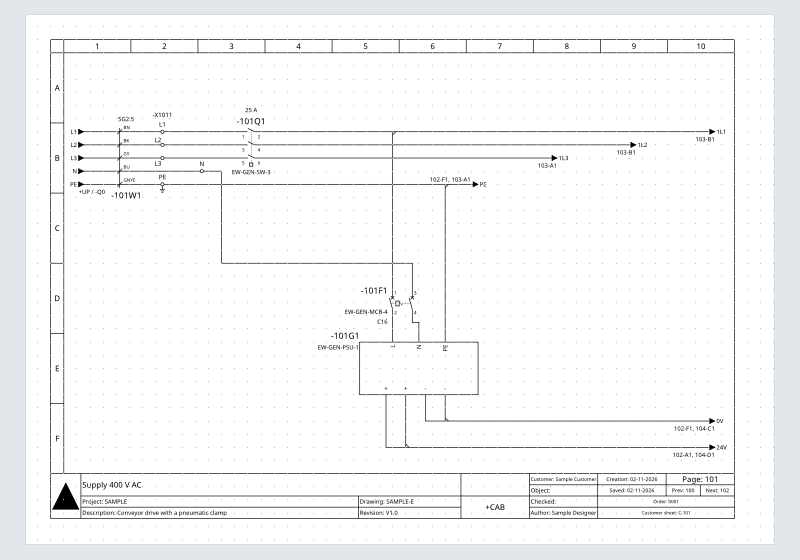 1 2 3 4 5 6 7 8 9 10
A
25 A
-X1011
5G2.5
L1
-101Q1
L1 BN 1 2 1L1
103-B1
L2 BK L2 3 4 1L2
103-B1
L3 GY 5 6 1L3
B
L3 N EW-GEN-SW-3 103-A1
N BU
PE GNYE PE 102-F1, 103-A1 PE
+UP / -Q0
-101W1
C
-101F1 1 3
D
EW-GEN-MCB-4 2 4
C16
-101G1
EW-GEN-PSU-1 L N PE
E
+ + - -
0V
102-F1, 104-C1
F
24V
102-A1, 104-D1
Supply 400 V AC
Customer: Sample Customer Creation: 02-11-2026 Page: 101
Object: Saved: 02-11-2026 Prev: 100 Next: 102
Project: SAMPLE Drawing: SAMPLE-E +CAB Checked: Order: 0001
Description: Conveyor drive with a pneumatic clamp Revision: V1.0 Author: Sample Designer Customer sheet: C-101